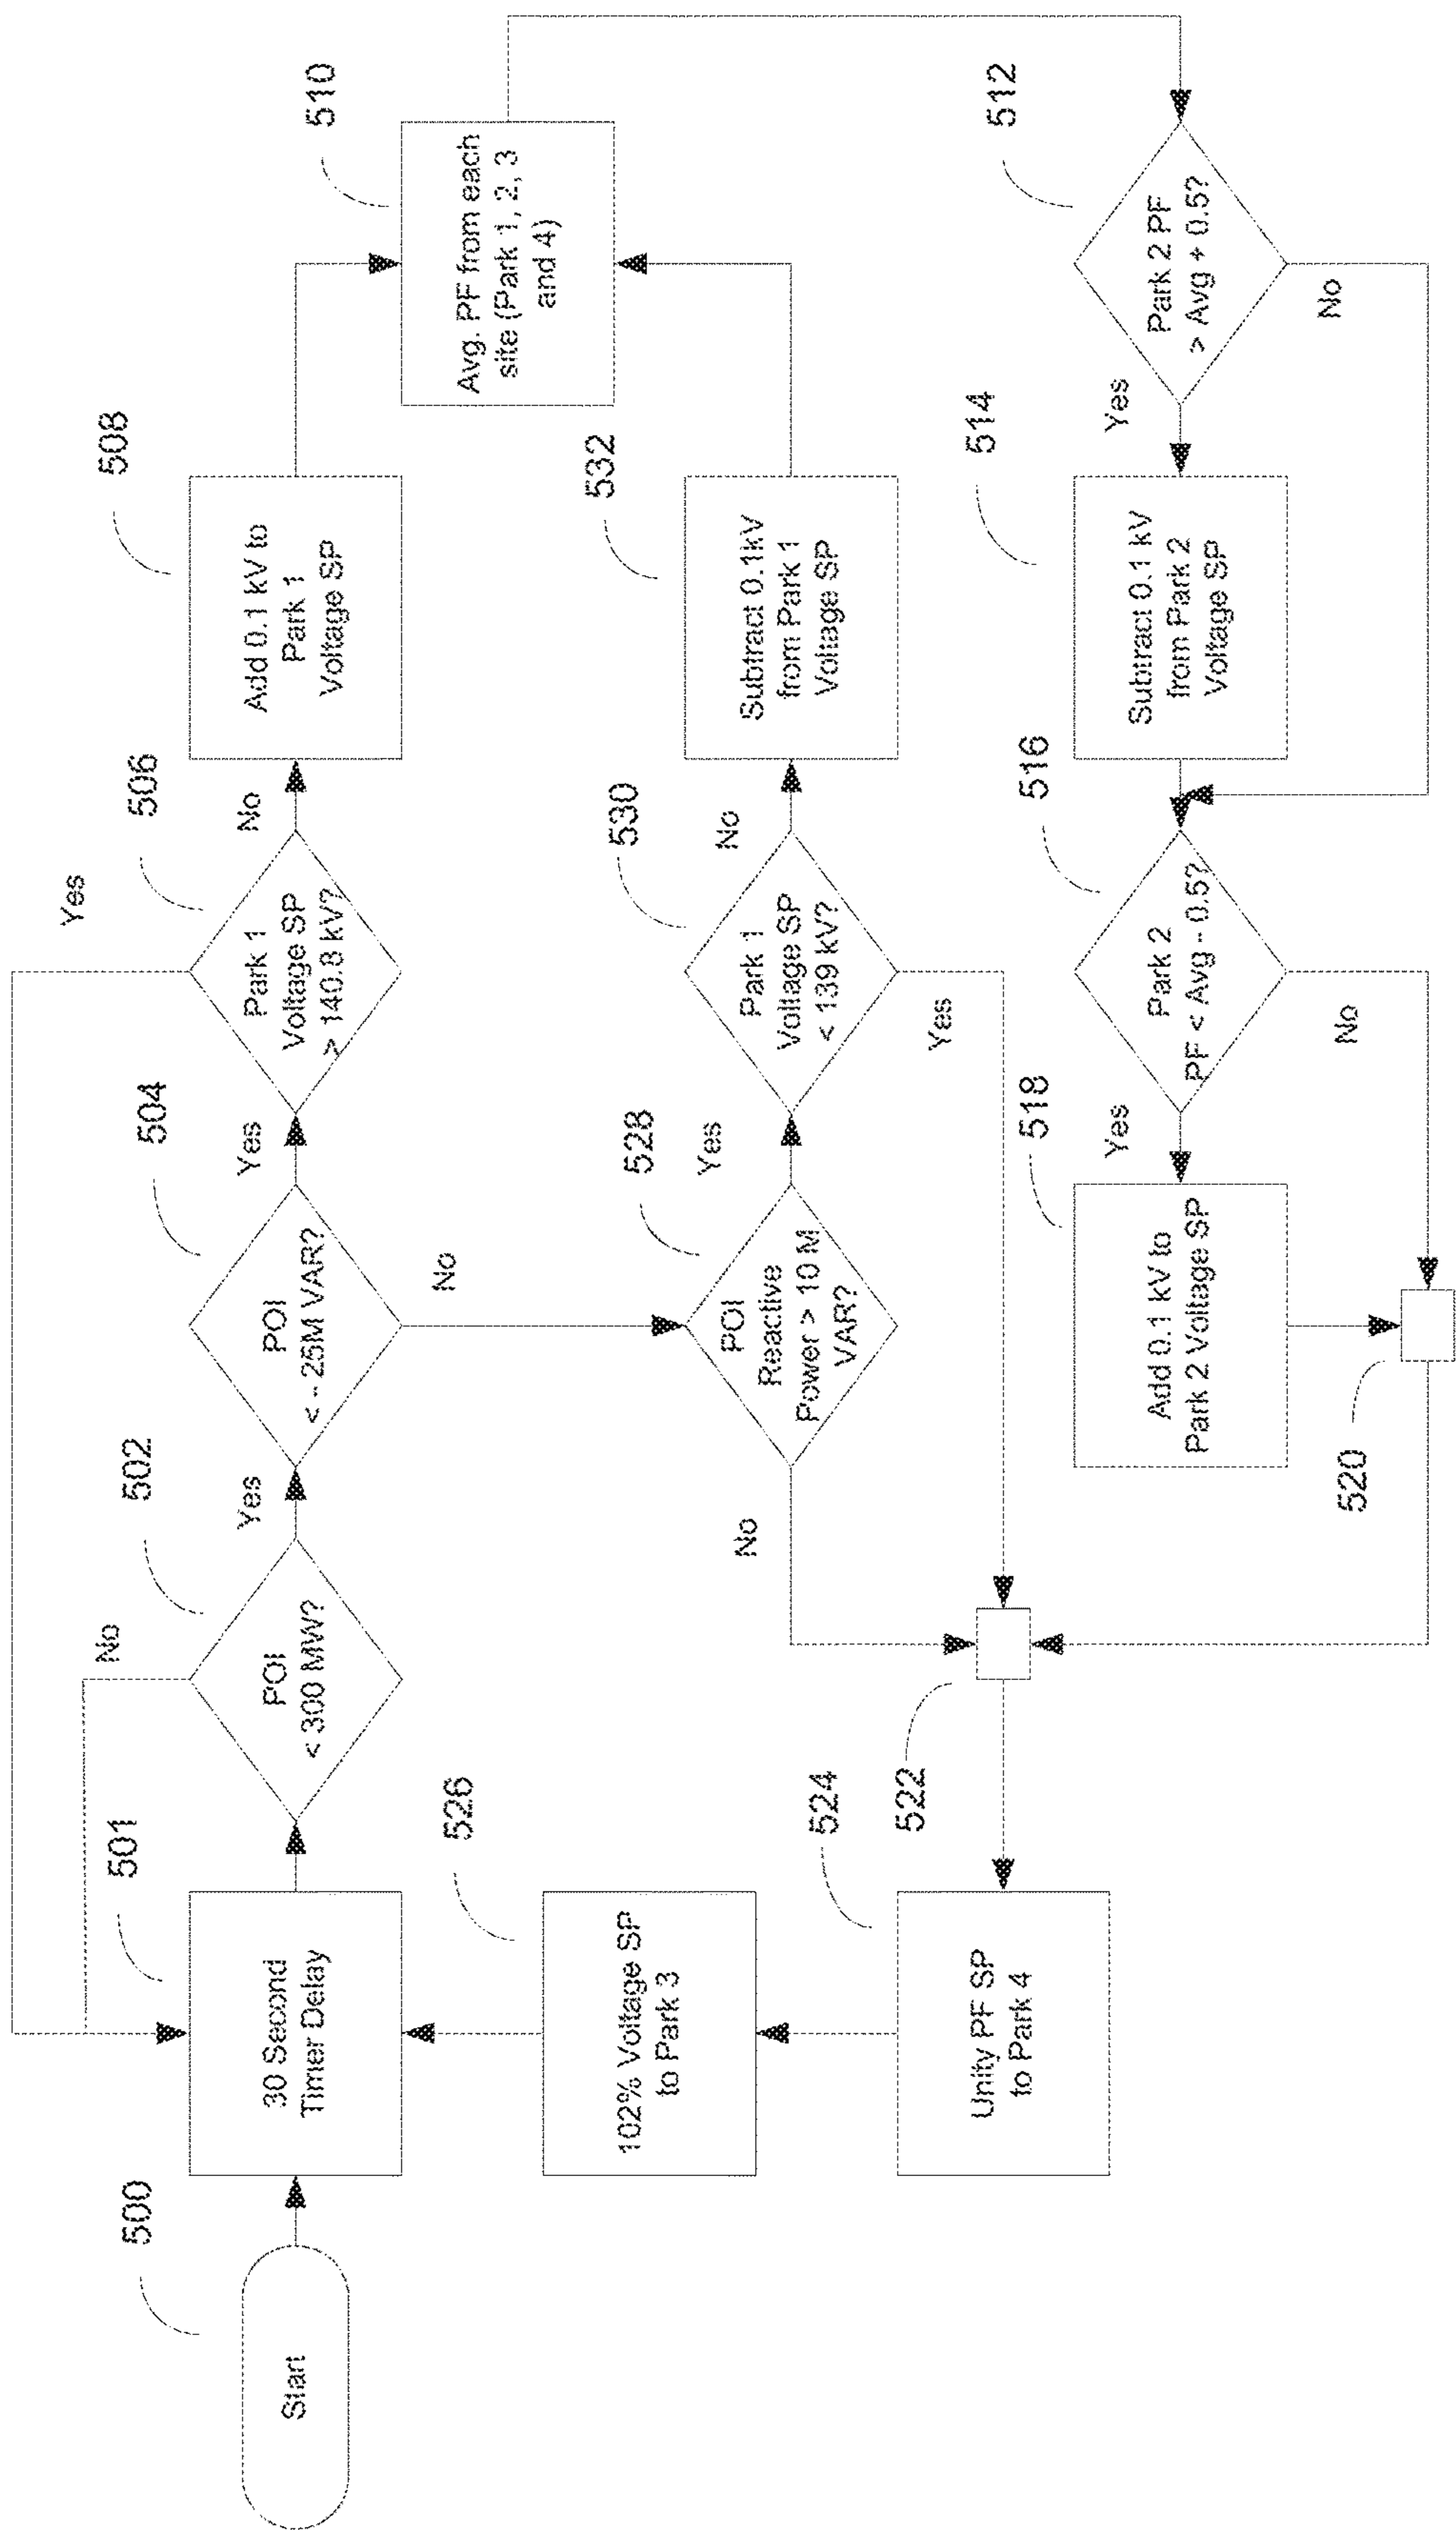 500
Start
501
30 Second
Timer Delay
502
POI
< 300 MW?
No
Yes
504
POI
< - 25M VAR?
Yes
No
506
Park 1
Voltage SP
> 140.8 kV?
Yes
No
508
Add 0.1 kV to
Park 1
Voltage SP
510
Avg. PF from each
site (Park 1, 2, 3
and 4)
526
102% Voltage SP
to Park 3
528
POI
Reactive
Power > 10 M
VAR?
No
Yes
530
Park 1
Voltage SP
< 139 kV?
No
Yes
532
Subtract 0.1kV
from Park 1
Voltage SP
524
Unity PF SP
to Park 4
522
512
Park 2 PF
> Avg + 0.5?
Yes
No
514
Subtract 0.1 kV
from Park 2
Voltage SP
516
Park 2
PF < Avg - 0.5?
Yes
No
518
Add 0.1 kV to
Park 2 Voltage SP
520